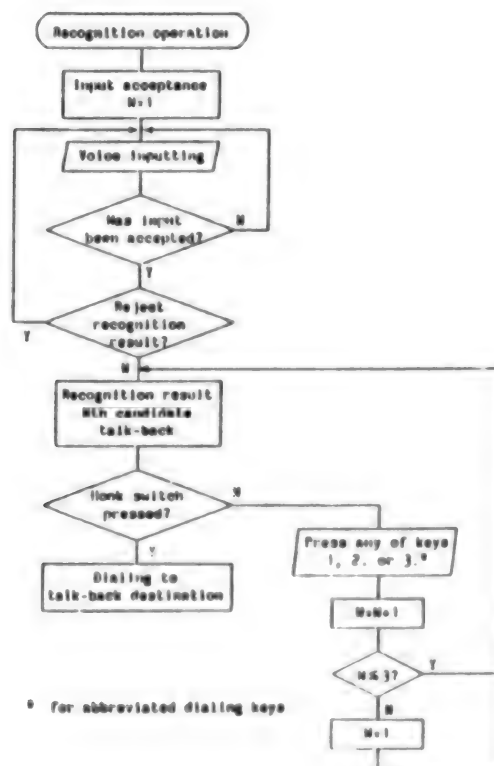 Recognition operation
Input acceptance
N=1
Voice inputting
Was input
been accepted?
N
Y
Reject
recognition
result?
Y
N
Recognition result
Nth candidate
talk-back
Honk switch
pressed?
N
Y
Dialing to
talk-back destination
Press any of keys
1, 2, or 3.*
N=N+1
N≤3?
Y
N
N=1
* for abbreviated dialing keys